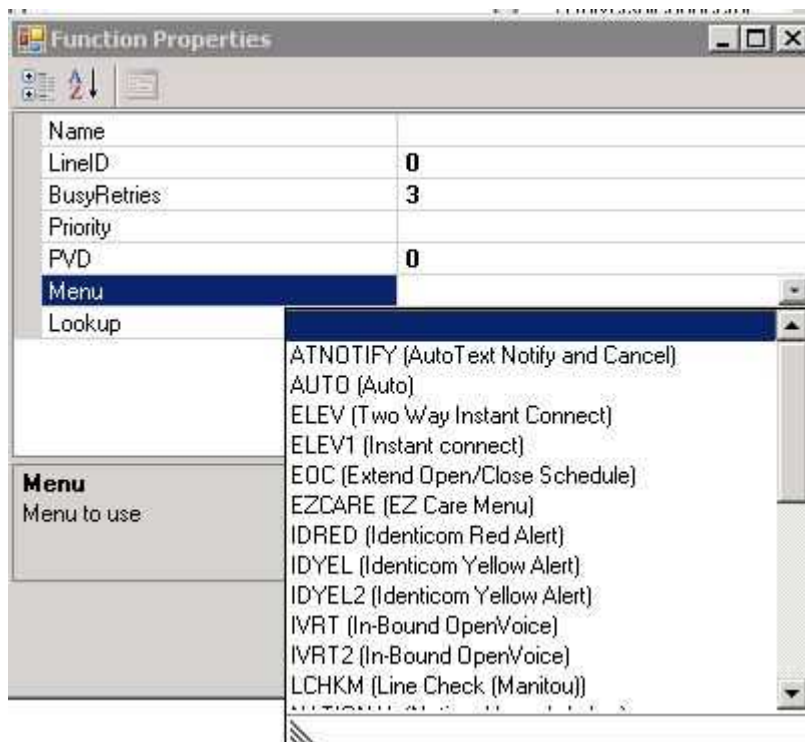 Function Properties
Name
LineID 0
BusyRetries 3
Priority
PVD 0
Menu
Lookup
ATNOTIFY (AutoText Notify and Cancel)
AUTO (Auto)
ELEV (Two Way Instant Connect)
ELEV1 (Instant connect)
EOC (Extend Open/Close Schedule)
EZCARE (EZ Care Menu)
IDRED (Identicom Red Alert)
IDYEL (Identicom Yellow Alert)
IDYEL2 (Identicom Yellow Alert)
IVRT (In-Bound OpenVoice)
IVRT2 (In-Bound OpenVoice)
LCHKM (Line Check (Manitou))
Menu
Menu to use